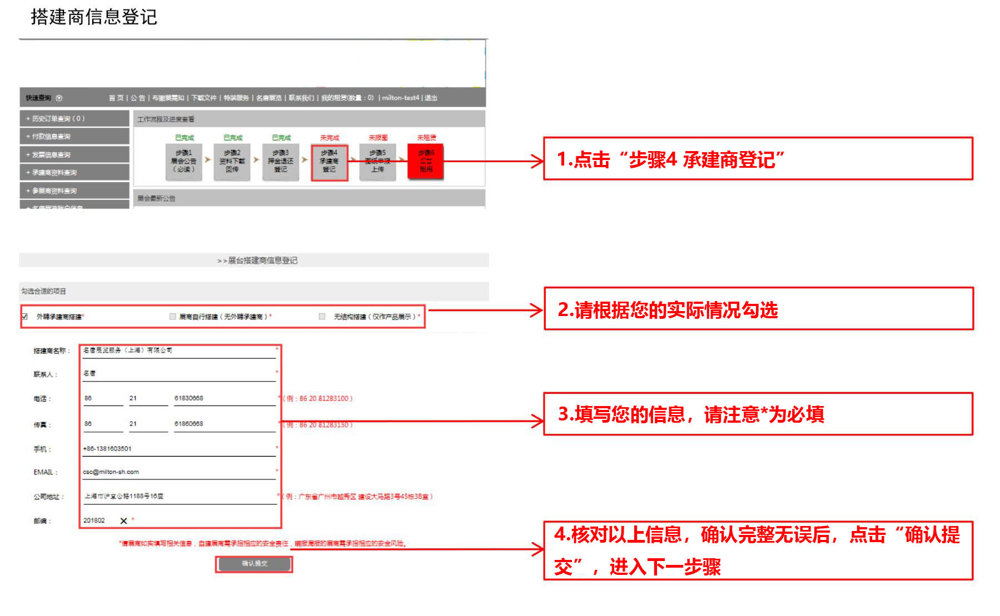 搭建商信息登记
快速查询
首 页 | 公 告 | 布撤展需知 | 下载文件 | 特装服务 | 名唐展览 | 联系我们 | 我的租赁(数量：0) | milton-test4 | 退出
+ 历史订单查询 ( 0 )
+ 付款信息查询
+ 发票信息查询
+ 承建商资料查询
+ 参展商资料查询
+ 名唐展览账户信息
工作流程及进度查看
已完成 已完成 已完成 未完成 未报图 未租赁
步骤1 展会公告（必读）
步骤2 资料下载 回传
步骤3 押金退还 登记
步骤4 承建商 登记
步骤5 图纸申报 上传
步骤6 设备 租用
展会最新公告
1.点击“步骤4 承建商登记”
>>展台搭建商信息登记
勾选合适的项目
外聘承建商搭建* 展商自行搭建（无外聘承建商）* 无结构搭建（仅作产品展示）*
2.请根据您的实际情况勾选
搭建商名称： 名唐展览服务（上海）有限公司 *
联系人： 名唐 *
电话： 86 21 61830668 *（例：86 20 81283100）
传真： 86 21 61860668 *（例：86 20 81283150）
手机： +86-1381603501 *
EMAIL： csc@milton-sh.com *
公司地址： 上海市沪宜公路1188号16座 *（例：广东省广州市越秀区 建设大马路3号45栋3B室）
邮编： 201802 *
3.填写您的信息，请注意*为必填
*请展商如实填写相关信息，自建展商需承担相应的安全责任，瞒报漏报的展商需承担相应的安全风险。
确认提交
4.核对以上信息，确认完整无误后，点击“确认提
交”，进入下一步骤